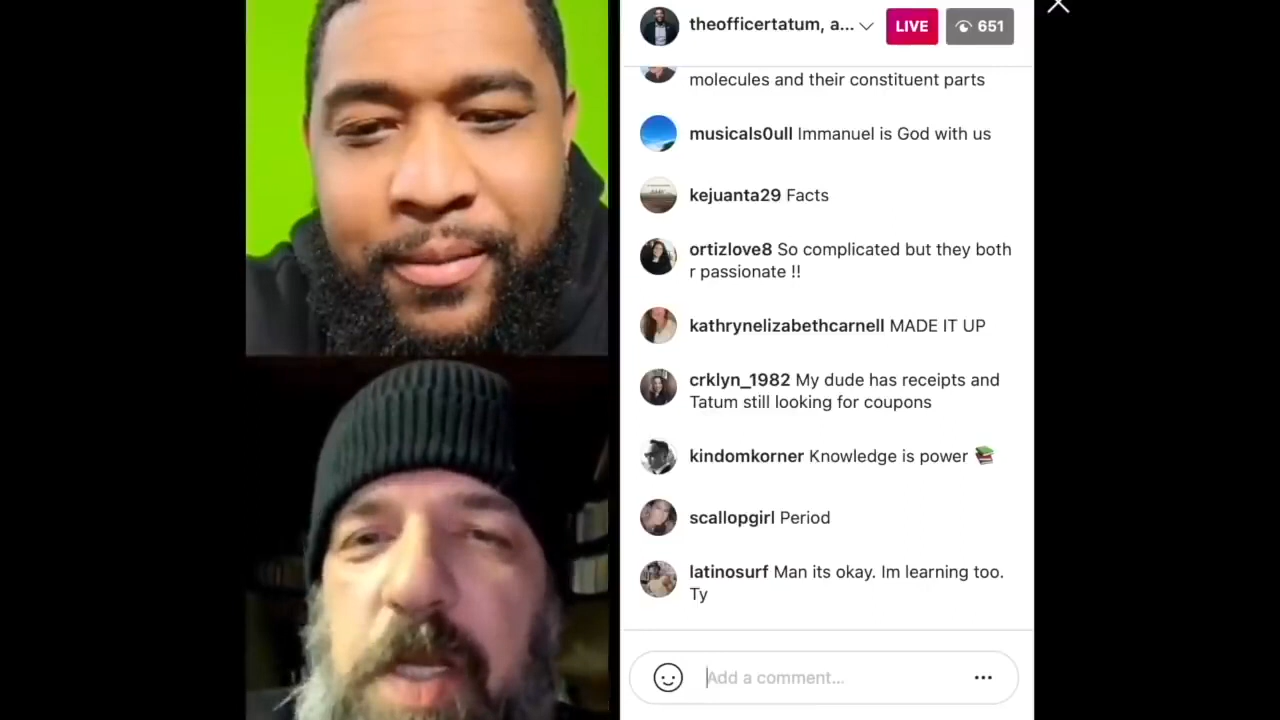 theofficertatum, a...
LIVE
651
molecules and their constituent parts
musicals0ull Immanuel is God with us
kejuanta29 Facts
ortizlove8 So complicated but they both
r passionate !!
kathrynelizabethcarnell MADE IT UP
crklyn_1982 My dude has receipts and
Tatum still looking for coupons
kindomkorner Knowledge is power 📚
scallopgirl Period
latinosurf Man its okay. Im learning too.
Ty
Add a comment...